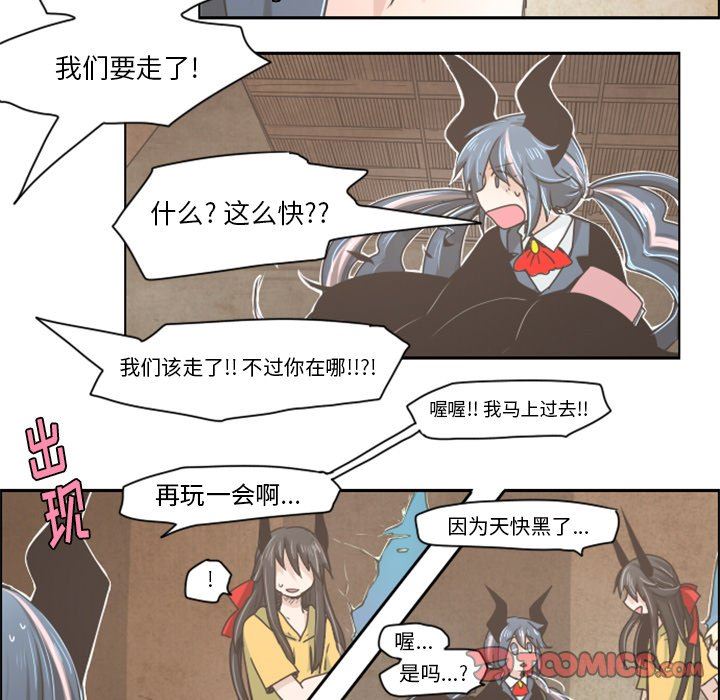 我们要走了!
什么? 这么快??
我们该走了!! 不过你在哪!!?!
喔喔!! 我马上过去!!
出现
再玩一会啊...
因为天快黑了...
!
喔...
是吗...?
TOOMICS.COM